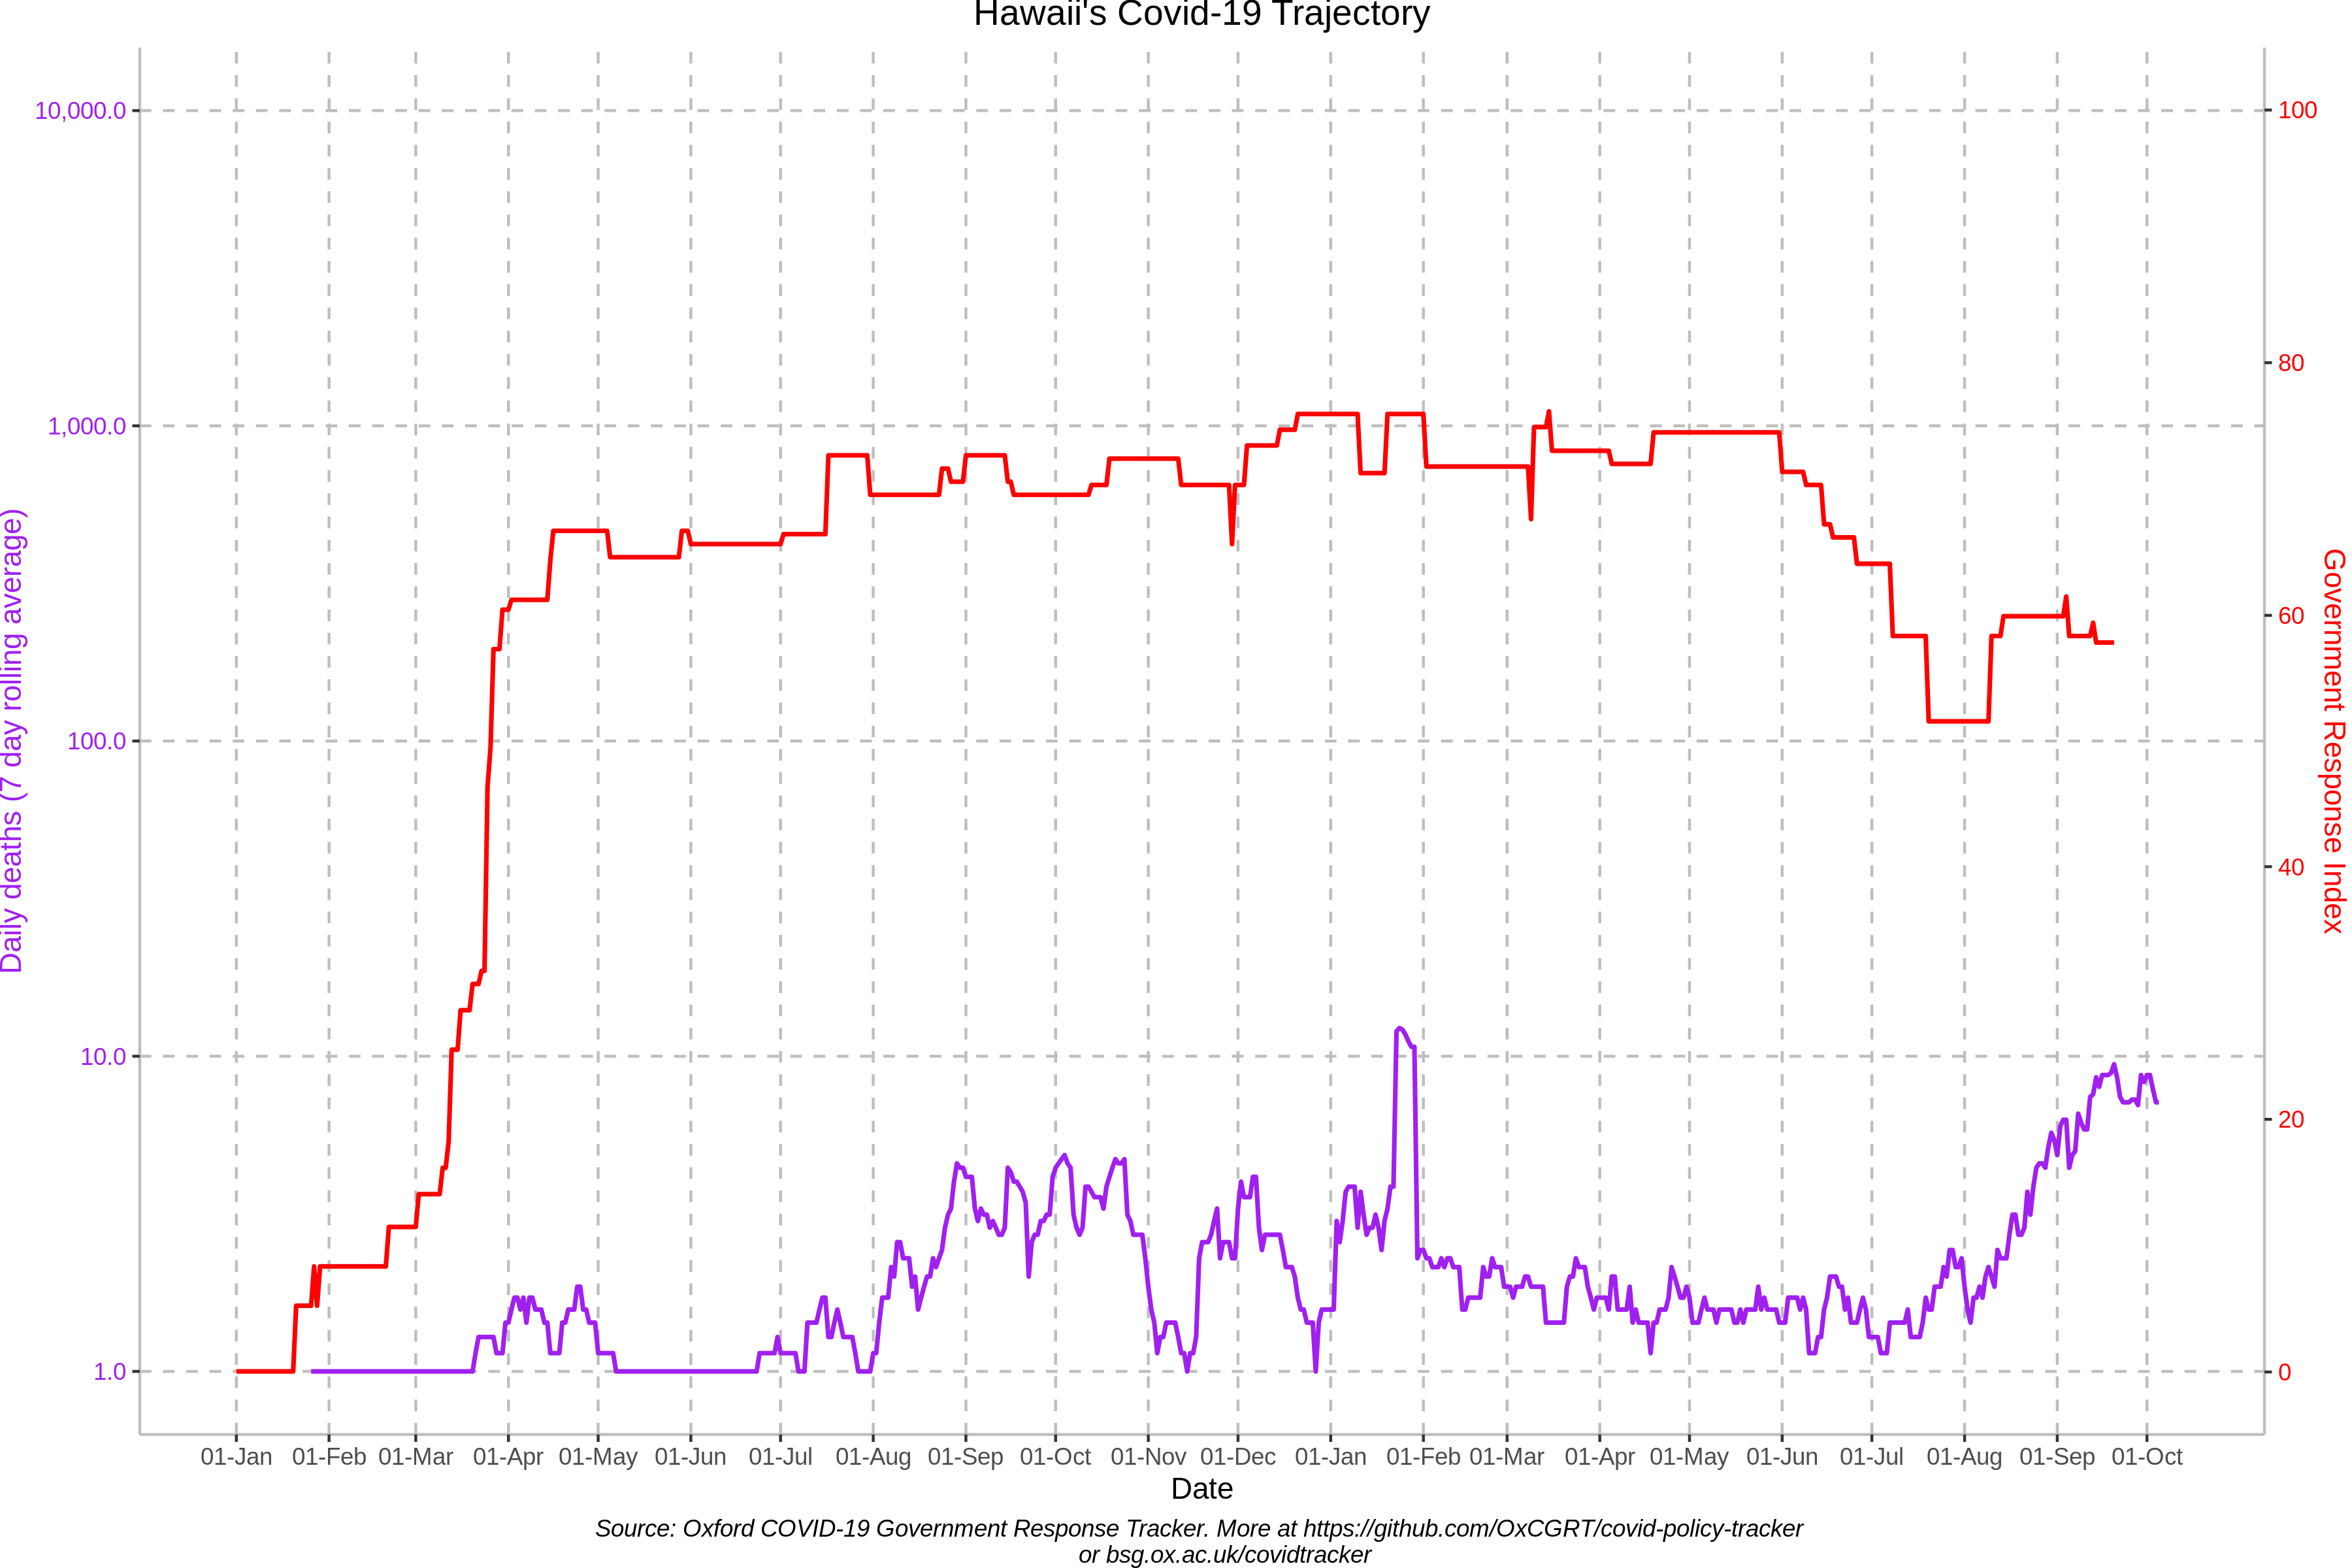 Hawaii's Covid-19 Trajectory
10,000.0
1,000.0
100.0
10.0
1.0
Daily deaths (7 day rolling average)
100
80
60
40
20
0
Government Response Index
01-Jan 01-Feb 01-Mar 01-Apr 01-May 01-Jun 01-Jul 01-Aug 01-Sep 01-Oct 01-Nov 01-Dec 01-Jan 01-Feb 01-Mar 01-Apr 01-May 01-Jun 01-Jul 01-Aug 01-Sep 01-Oct
Date
Source: Oxford COVID-19 Government Response Tracker. More at https://github.com/OxCGRT/covid-policy-tracker
or bsg.ox.ac.uk/covidtracker